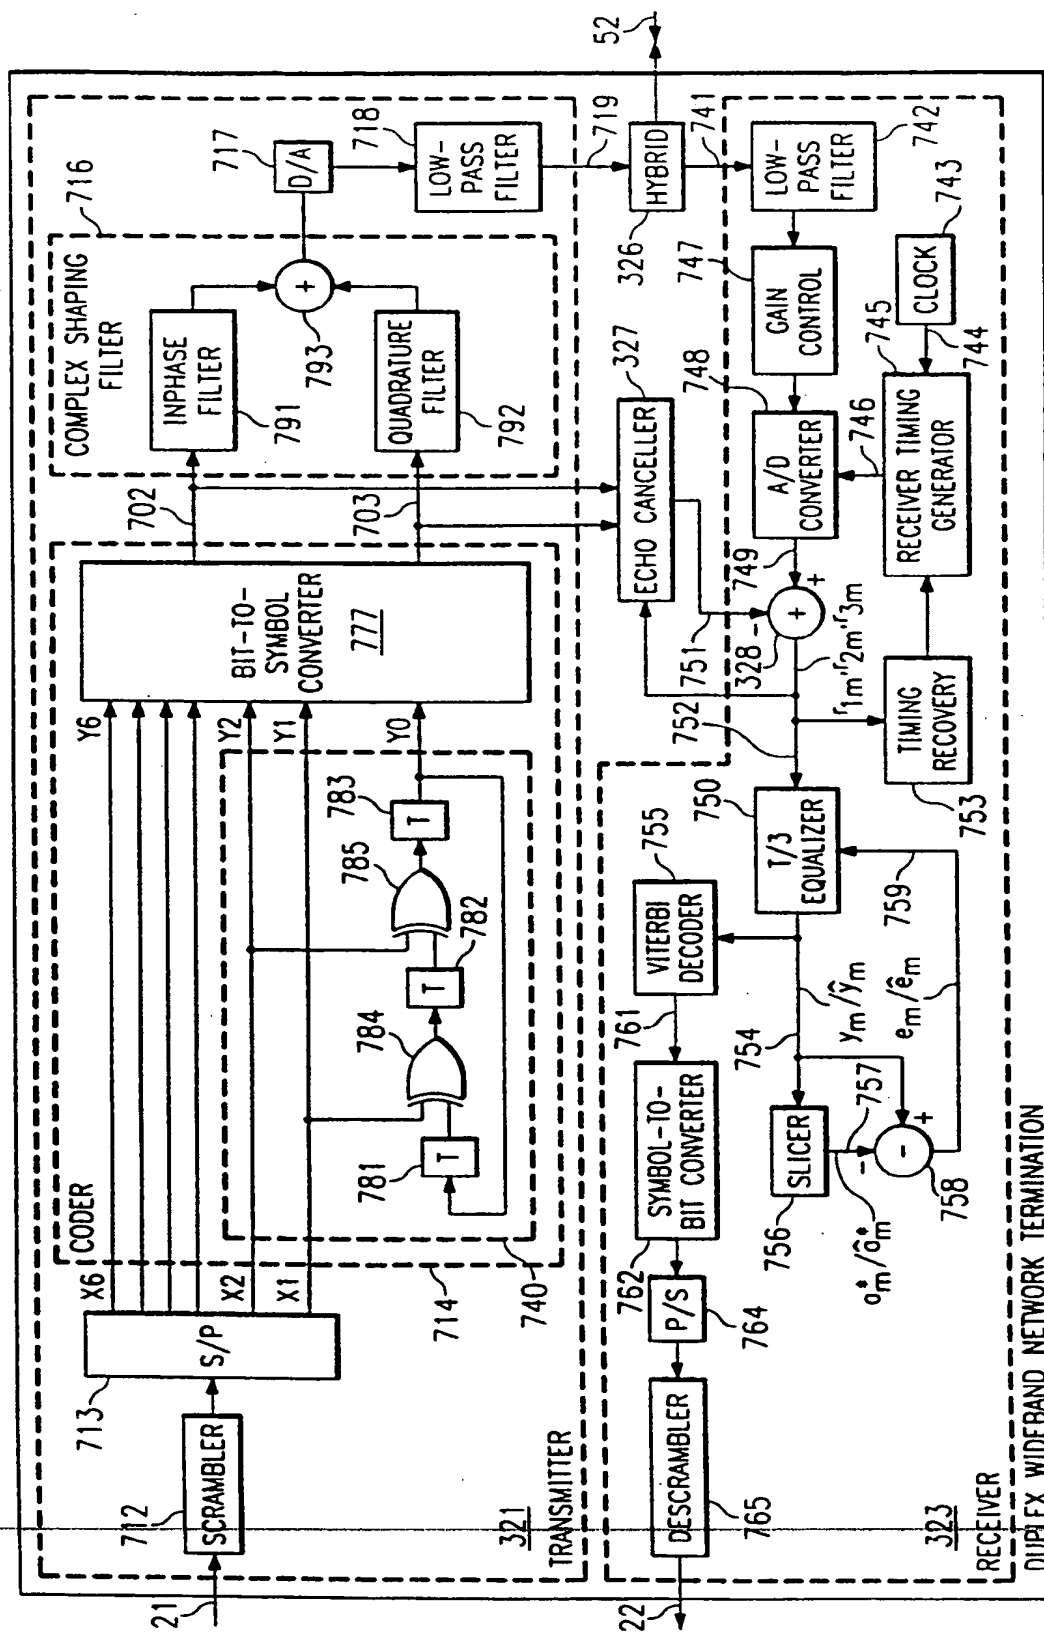 21
712
SCRAMBLER
713
S/P
X6
X2
X1
CODER
714
740
781
T
784
T
782
785
783
T
Y6
Y2
Y1
Y0
BIT-TO-
SYMBOL
CONVERTER
777
702
703
COMPLEX SHAPING
FILTER
716
INPHASE
FILTER
791
+
793
QUADRATURE
FILTER
792
717
D/A
718
LOW-
PASS
FILTER
719
321
TRANSMITTER
52
HYBRID
326
741
ECHO CANCELLER
327
LOW-
PASS
FILTER
742
747
GAIN
CONTROL
748
A/D
CONVERTER
743
CLOCK
744
745
RECEIVER TIMING
GENERATOR
746
749
+
+
-
328
751
752
r1m,r2m,r3m
TIMING
RECOVERY
753
750
T/3
EQUALIZER
759
755
VITERBI
DECODER
754
ym/ŷm
em/êm
761
SYMBOL-TO-
BIT CONVERTER
762
SLICER
756
757
-
+
-
758
a*m/â*m
P/S
764
DESCRAMBLER
765
22
323
RECEIVER
DUPLEX WIDEBAND NETWORK TERMINATION